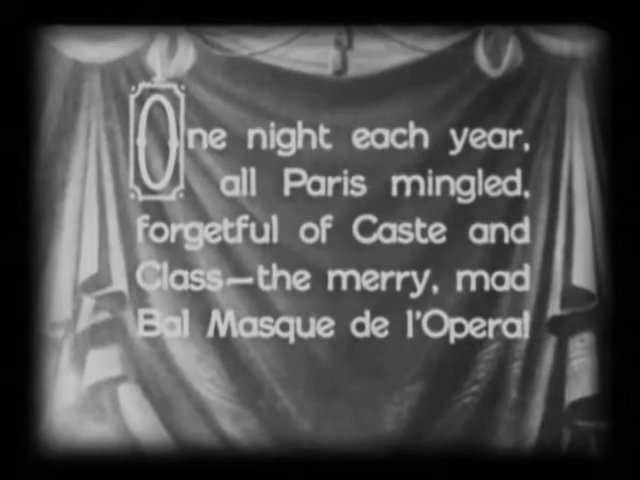 One night each year,
all Paris mingled,
forgetful of Caste and
Class—the merry, mad
Bal Masque de l'Opera!